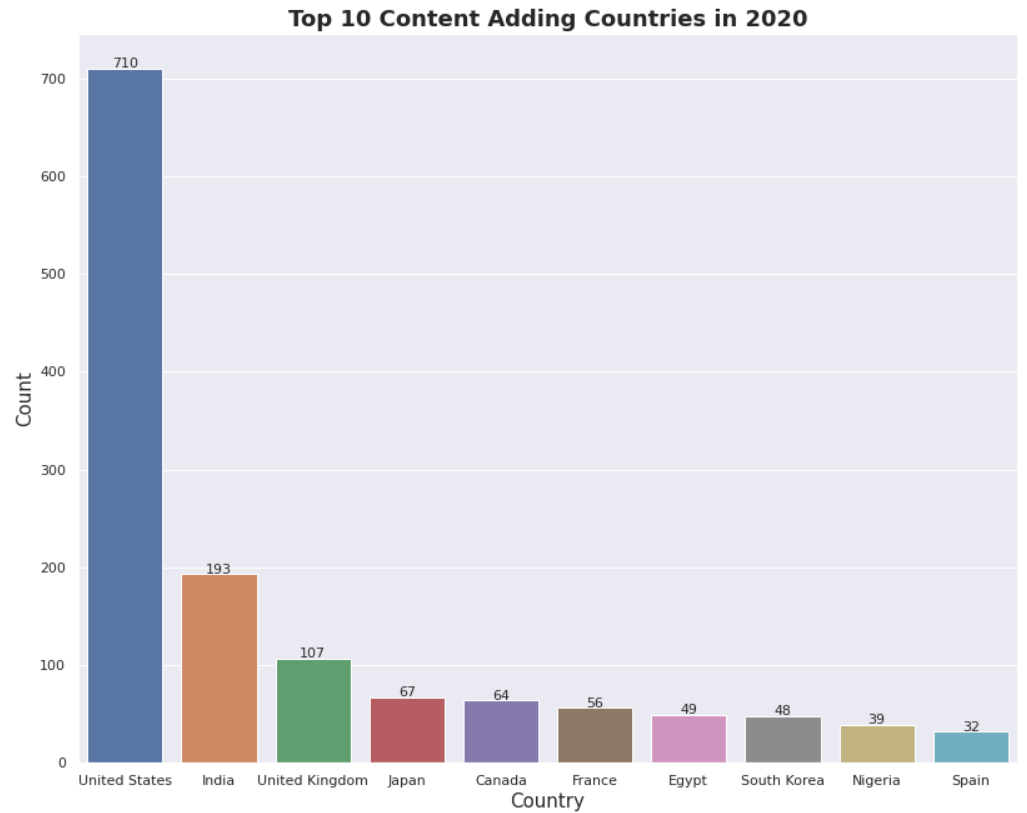 Top 10 Content Adding Countries in 2020
Count
700
600
500
400
300
200
100
0
710
193
107
67
64
56
49
48
39
32
United States
India
United Kingdom
Japan
Canada
France
Egypt
South Korea
Nigeria
Spain
Country